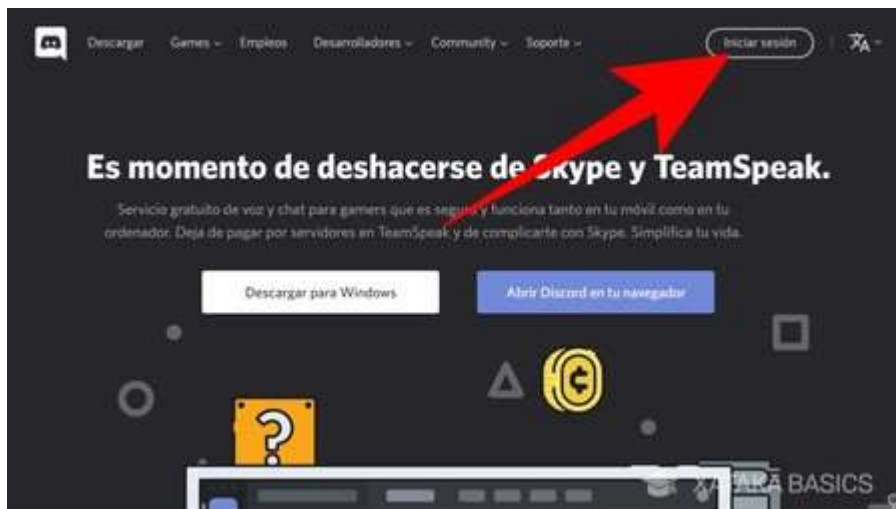 Descargar Games Empleos Desarrolladores Community Soporte Iniciar sesión
Es momento de deshacerse de Skype y TeamSpeak.
Servicio gratuito de voz y chat para gamers que es seguro y funciona tanto en tu móvil como en tu
ordenador. Deja de pagar por servidores en TeamSpeak y de complicarte con Skype. Simplifica tu vida.
Descargar para Windows Abrir Discord en tu navegador
?
XATAKA BASICS